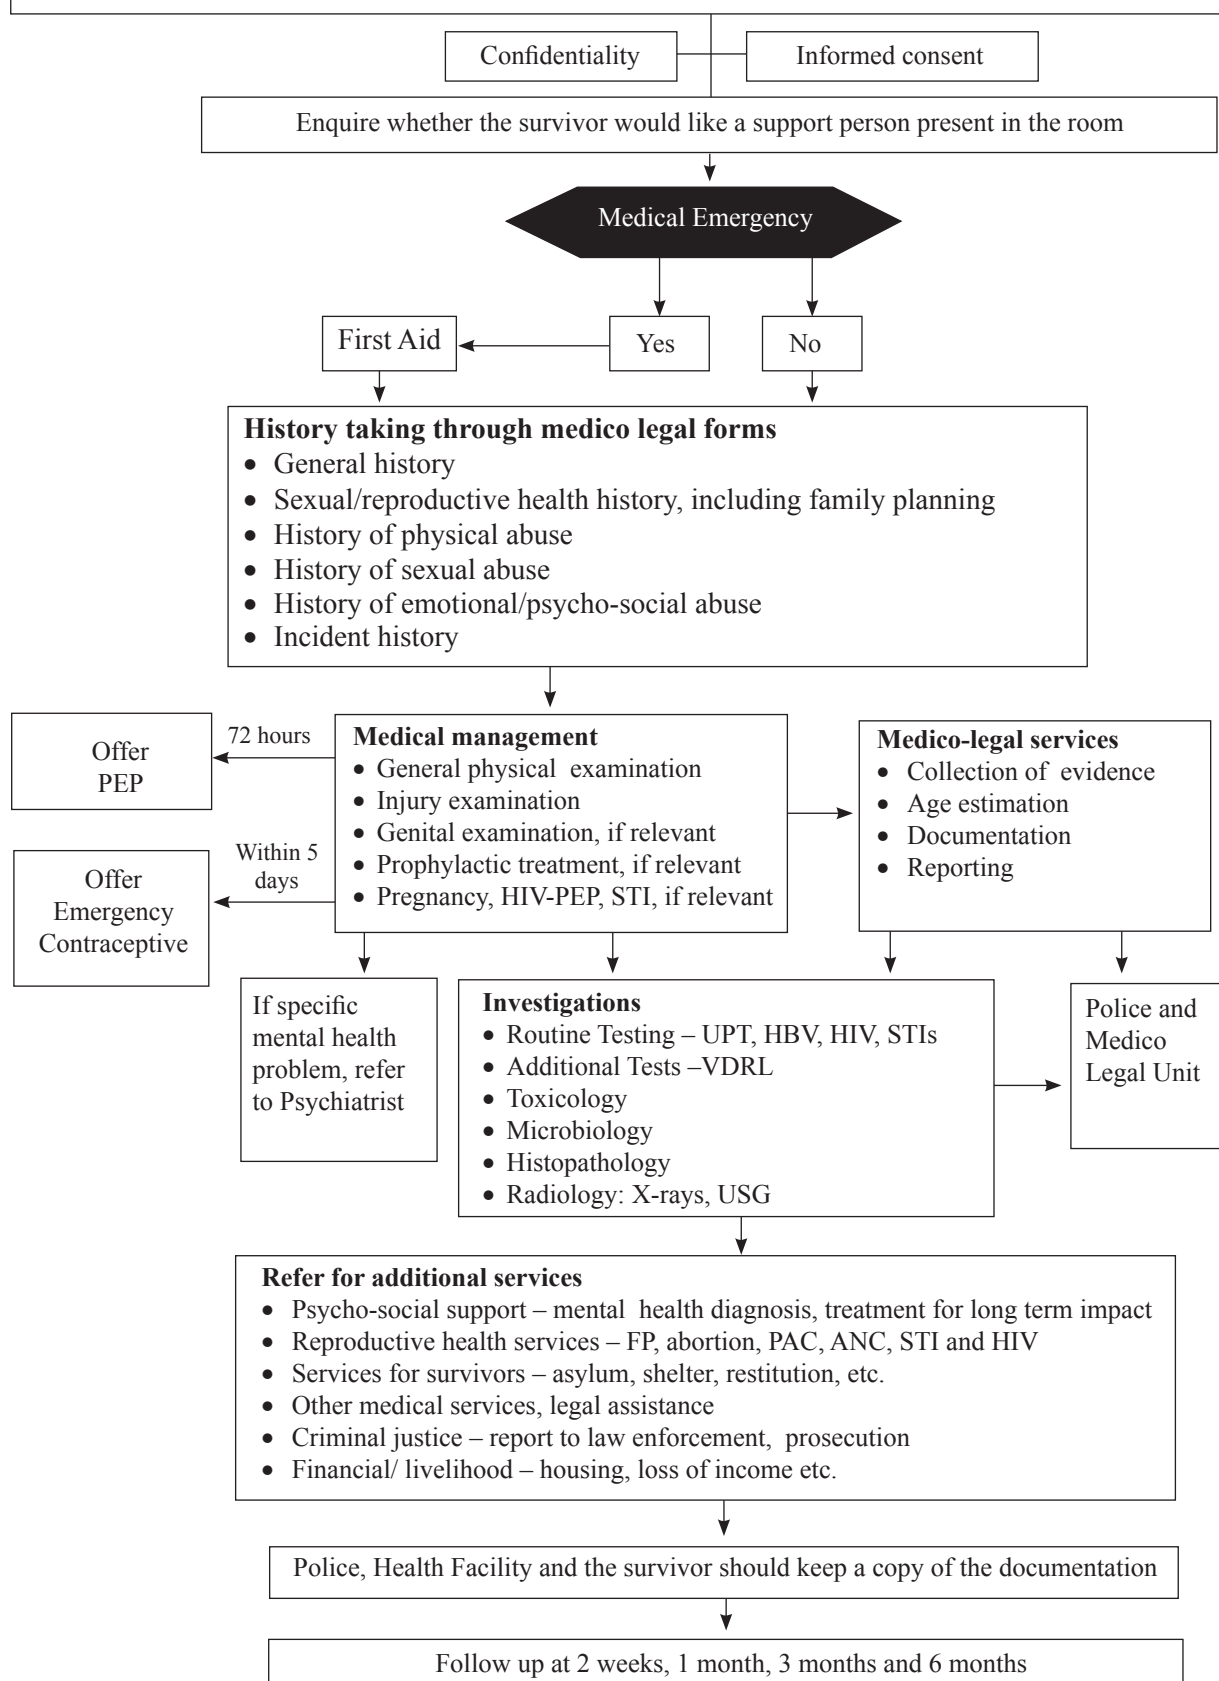 Confidentiality
Informed consent
Enquire whether the survivor would like a support person present in the room
Medical Emergency
First Aid
Yes
No
History taking through medico legal forms
• General history
• Sexual/reproductive health history, including family planning
• History of physical abuse
• History of sexual abuse
• History of emotional/psycho-social abuse
• Incident history
72 hours
Offer
PEP
Medical management
• General physical examination
• Injury examination
• Genital examination, if relevant
• Prophylactic treatment, if relevant
• Pregnancy, HIV-PEP, STI, if relevant
Medico-legal services
• Collection of evidence
• Age estimation
• Documentation
• Reporting
Within 5
days
Offer
Emergency
Contraceptive
If specific
mental health
problem, refer
to Psychiatrist
Investigations
• Routine Testing – UPT, HBV, HIV, STIs
• Additional Tests –VDRL
• Toxicology
• Microbiology
• Histopathology
• Radiology: X-rays, USG
Police and
Medico
Legal Unit
Refer for additional services
• Psycho-social support – mental health diagnosis, treatment for long term impact
• Reproductive health services – FP, abortion, PAC, ANC, STI and HIV
• Services for survivors – asylum, shelter, restitution, etc.
• Other medical services, legal assistance
• Criminal justice – report to law enforcement, prosecution
• Financial/ livelihood – housing, loss of income etc.
Police, Health Facility and the survivor should keep a copy of the documentation
Follow up at 2 weeks, 1 month, 3 months and 6 months